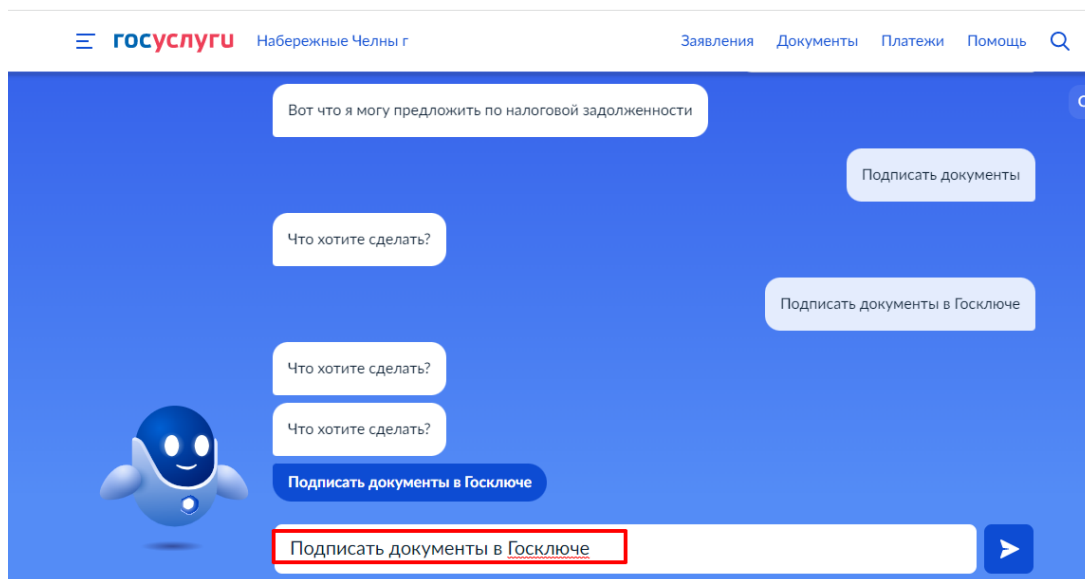 госуслуги Набережные Челны г Заявления Документы Платежи Помощь
Вот что я могу предложить по налоговой задолженности
Подписать документы
Что хотите сделать?
Подписать документы в Госключе
Что хотите сделать?
Что хотите сделать?
Подписать документы в Госключе
Подписать документы в Госключе